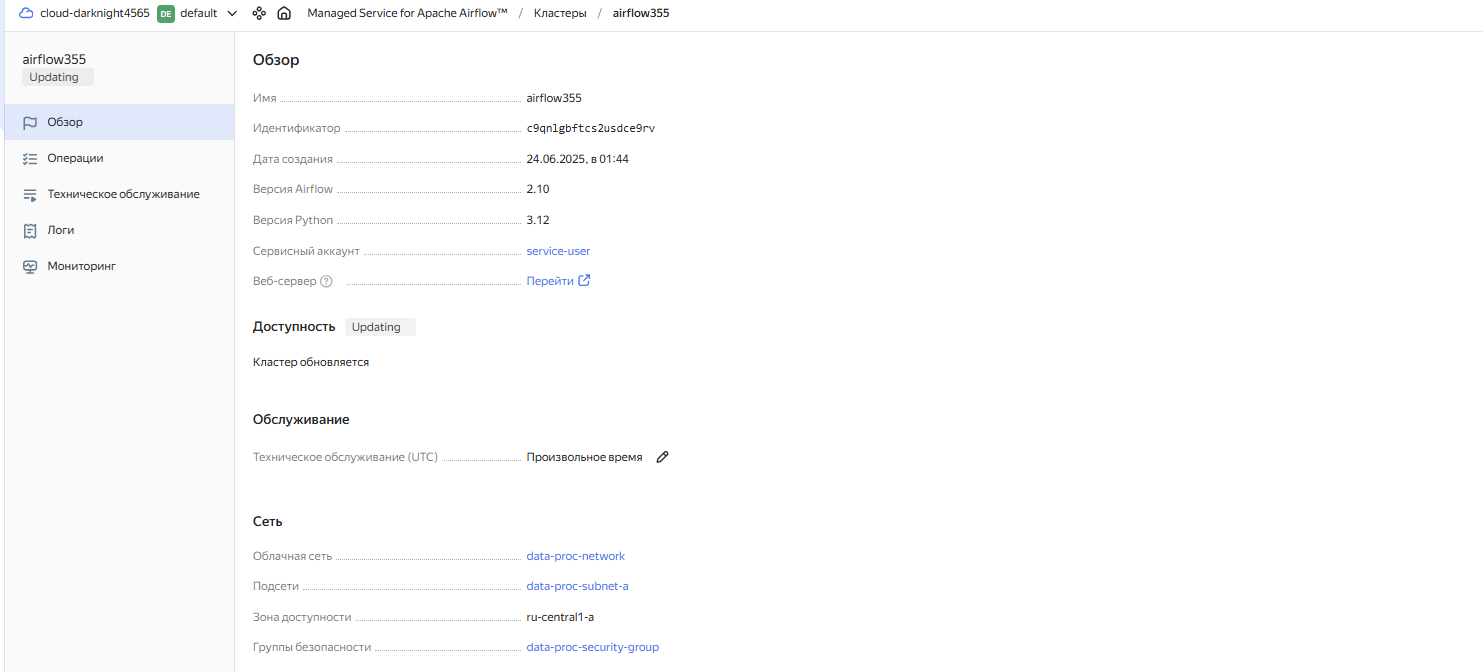 cloud-darknight4565 DE default Managed Service for Apache Airflow™ / Кластеры / airflow355
airflow355
Updating
Обзор
Операции
Техническое обслуживание
Логи
Мониторинг
Обзор
Имя airflow355
Идентификатор c9qnlgbftcs2usdce9rv
Дата создания 24.06.2025, в 01:44
Версия Airflow 2.10
Версия Python 3.12
Сервисный аккаунт service-user
Веб-сервер ? Перейти
Доступность Updating
Кластер обновляется
Обслуживание
Техническое обслуживание (UTC) Произвольное время
Сеть
Облачная сеть data-proc-network
Подсети data-proc-subnet-a
Зона доступности ru-central1-a
Группы безопасности data-proc-security-group